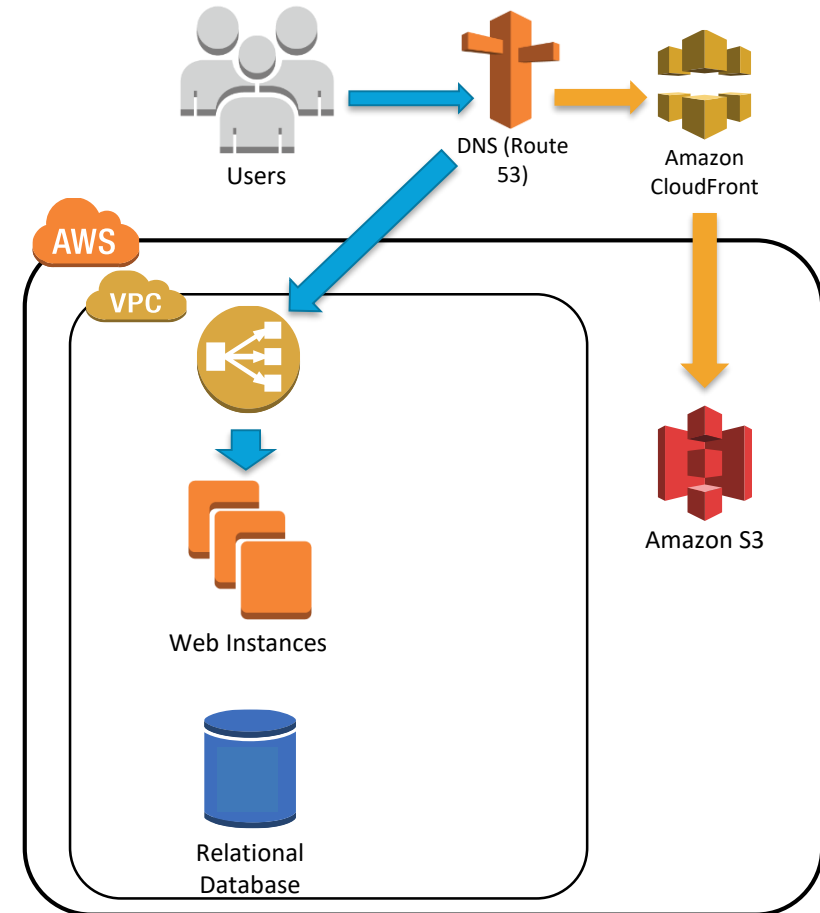 Users
DNS (Route
53)
Amazon
CloudFront
AWS
VPC
Amazon S3
Web Instances
Relational
Database